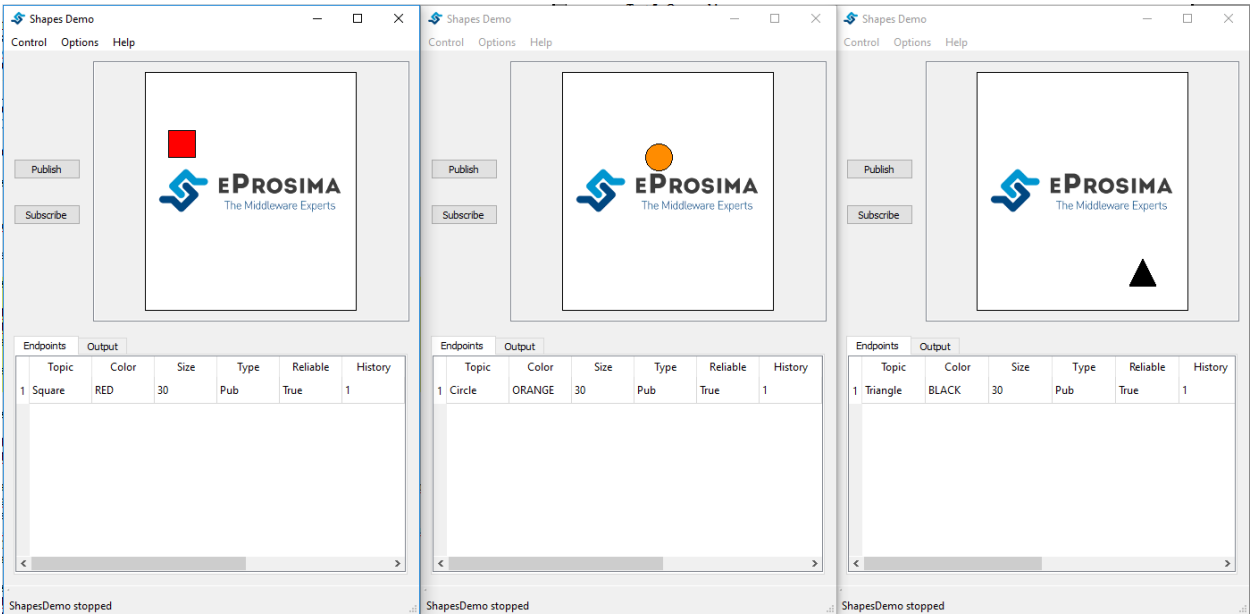 Shapes Demo
Control Options Help
Publish
Subscribe
EPROSIMA
The Middleware Experts
Endpoints Output
Topic Color Size Type Reliable History
1 Square RED 30 Pub True 1
ShapesDemo stopped
Shapes Demo
Control Options Help
Publish
Subscribe
EPROSIMA
The Middleware Experts
Endpoints Output
Topic Color Size Type Reliable History
1 Circle ORANGE 30 Pub True 1
ShapesDemo stopped
Shapes Demo
Control Options Help
Publish
Subscribe
EPROSIMA
The Middleware Experts
Endpoints Output
Topic Color Size Type Reliable History
1 Triangle BLACK 30 Pub True 1
ShapesDemo stopped